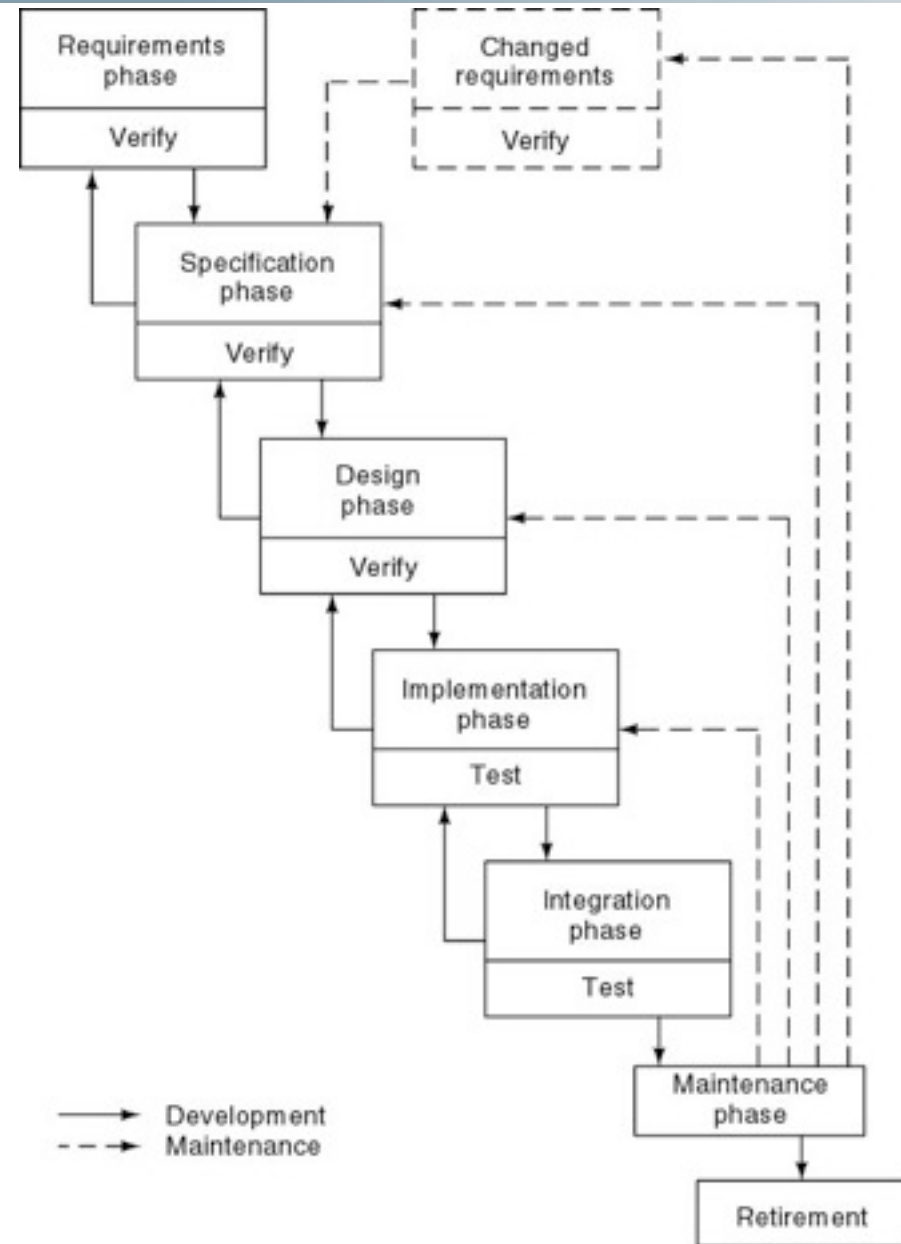 Requirements
phase
Verify
Changed
requirements
Verify
Specification
phase
Verify
Design
phase
Verify
Implementation
phase
Test
Integration
phase
Test
Maintenance
phase
Retirement
Development
Maintenance